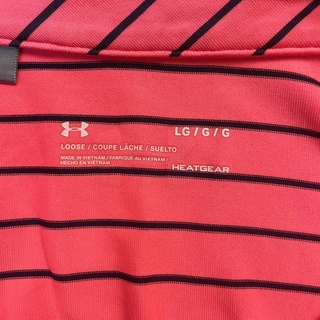 LG / G / G
LOOSE / COUPE LÂCHE / SUELTO
MADE IN VIETNAM / FABRIQUÉ AU VIETNAM /
HECHO EN VIETNAM
HEATGEAR